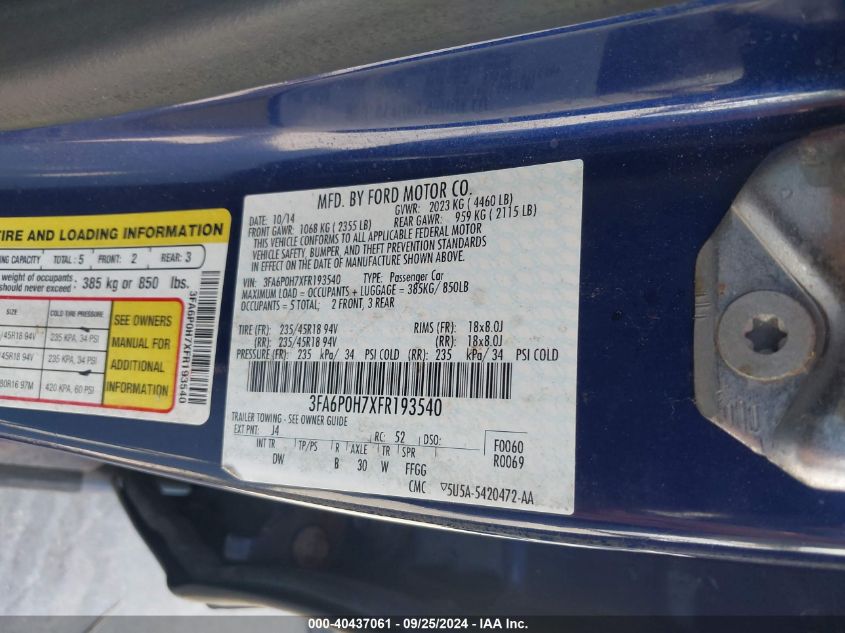 MFD. BY FORD MOTOR CO.
DATE: 10/14 GVWR: 2023 KG ( 4460 LB)
FRONT GAWR: 1068 KG ( 2355 LB) REAR GAWR: 959 KG ( 2115 LB)
THIS VEHICLE CONFORMS TO ALL APPLICABLE FEDERAL MOTOR
VEHICLE SAFETY, BUMPER, AND THEFT PREVENTION STANDARDS
IN EFFECT ON THE DATE OF MANUFACTURE SHOWN ABOVE.
VIN: 3FA6P0H7XFR193540 TYPE: Passenger Car
MAXIMUM LOAD = OCCUPANTS + LUGGAGE = 385KG/ 850LB
OCCUPANTS = 5 TOTAL; 2 FRONT, 3 REAR
TIRE (FR): 235/45R18 94V RIMS (FR): 18x8.0J
(RR): 235/45R18 94V (RR): 18x8.0J
PRESSURE (FR): 235 kPa/ 34 PSI COLD (RR): 235 kPa/ 34 PSI COLD
3FA6P0H7XFR193540
TRAILER TOWING - SEE OWNER GUIDE
EXT PNT: J4 RC: 52 DSO: F0060
INT TR TP/PS R AXLE TR SPR R0069
DW B 30 W FFGG
CMC ▽5U5A-5420472-AA
TIRE AND LOADING INFORMATION
CAPACITY TOTAL: 5 FRONT: 2 REAR: 3
weight of occupants
should never exceed: 385 kg or 850 lbs.
SIZE COLD TIRE PRESSURE SEE OWNERS
MANUAL FOR
ADDITIONAL
INFORMATION
/45R18 94V 235 KPA, 34 PSI
/45R18 94V 235 KPA, 34 PSI
80R16 97M 420 KPA, 60 PSI
3FA6P0H7XFR193540
000-40437061 - 09/25/2024 - IAA Inc.